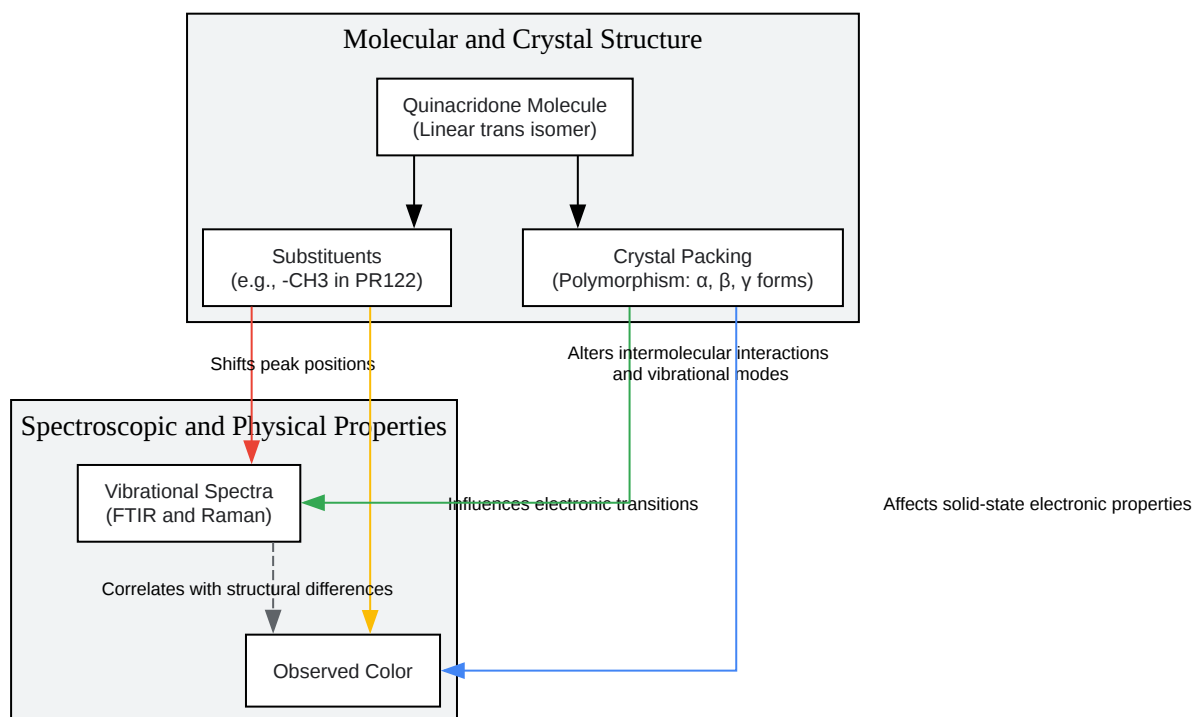 Molecular and Crystal Structure
Quinacridone Molecule
(Linear trans isomer)
Substituents
(e.g., -CH3 in PR122)
Crystal Packing
(Polymorphism: α, β, γ forms)
Shifts peak positions
Alters intermolecular interactions
and vibrational modes
Spectroscopic and Physical Properties
Vibrational Spectra
(FTIR and Raman)
Influences electronic transitions
Affects solid-state electronic properties
Correlates with structural differences
Observed Color